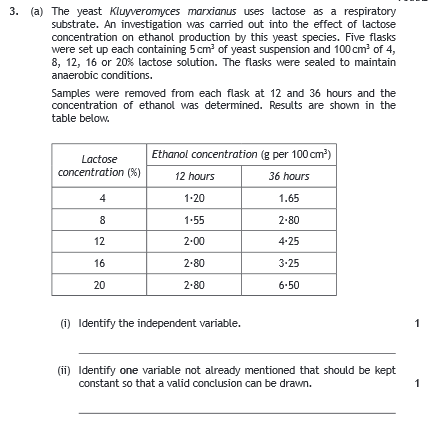 3. (a) The yeast Kluyveromyces marxianus uses lactose as a respiratory
substrate. An investigation was carried out into the effect of lactose
concentration on ethanol production by this yeast species. Five flasks
were set up each containing 5 cm³ of yeast suspension and 100 cm³ of 4,
8, 12, 16 or 20% lactose solution. The flasks were sealed to maintain
anaerobic conditions.
Samples were removed from each flask at 12 and 36 hours and the
concentration of ethanol was determined. Results are shown in the
table below.
Lactose concentration (%) Ethanol concentration (g per 100 cm³)
12 hours 36 hours
4 1·20 1.65
8 1·55 2·80
12 2·00 4·25
16 2·80 3·25
20 2·80 6·50
(i) Identify the independent variable. 1
(ii) Identify one variable not already mentioned that should be kept
constant so that a valid conclusion can be drawn. 1